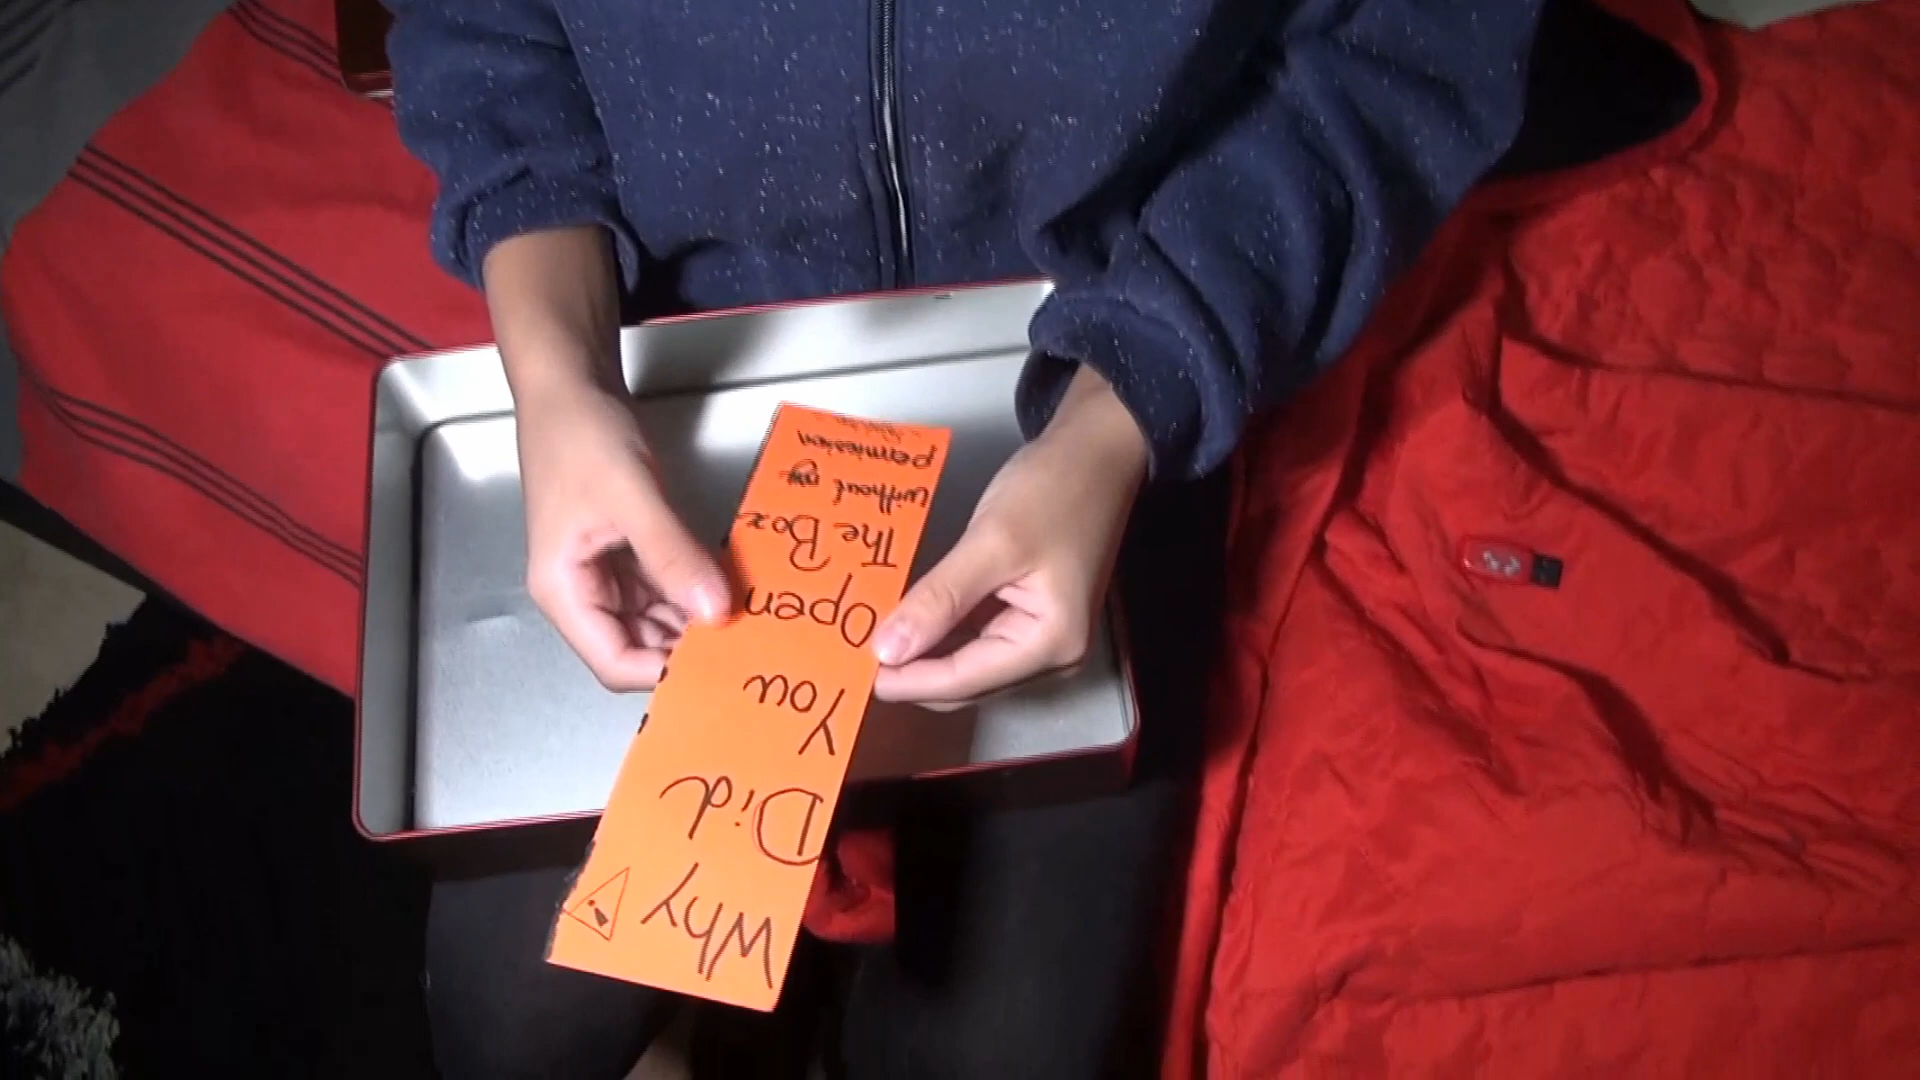 Why
Did
You
Open
The Box
without my
permission